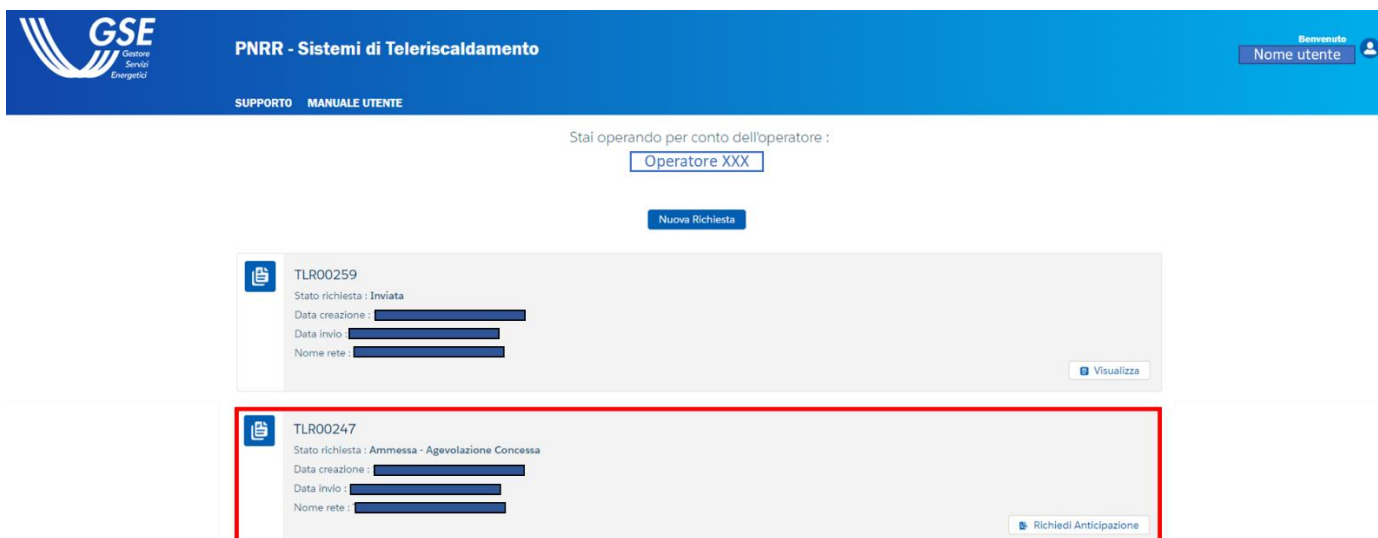 GSE
Gestore
Servizi
Energetici
PNRR - Sistemi di Teleriscaldamento
Benvenuto
Nome utente
SUPPORTO MANUALE UTENTE
Stai operando per conto dell'operatore :
Operatore XXX
Nuova Richiesta
TLR00259
Stato richiesta : Inviata
Data creazione :
Data invio :
Nome rete :
Visualizza
TLR00247
Stato richiesta : Ammessa - Agevolazione Concessa
Data creazione :
Data invio :
Nome rete :
Richiedi Anticipazione